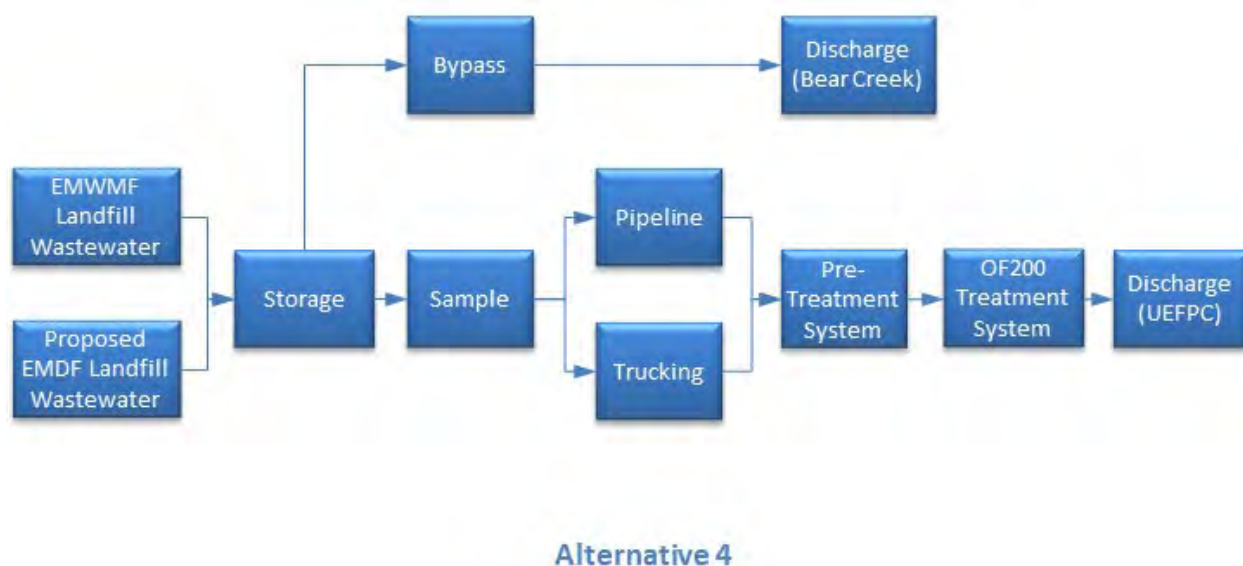 Bypass
Discharge
(Bear Creek)
EMWMF
Landfill
Wastewater
Pipeline
Storage
Sample
Pre-
Treatment
System
OF200
Treatment
System
Discharge
(UEFPC)
Proposed
EMDF Landfill
Wastewater
Trucking
Alternative 4